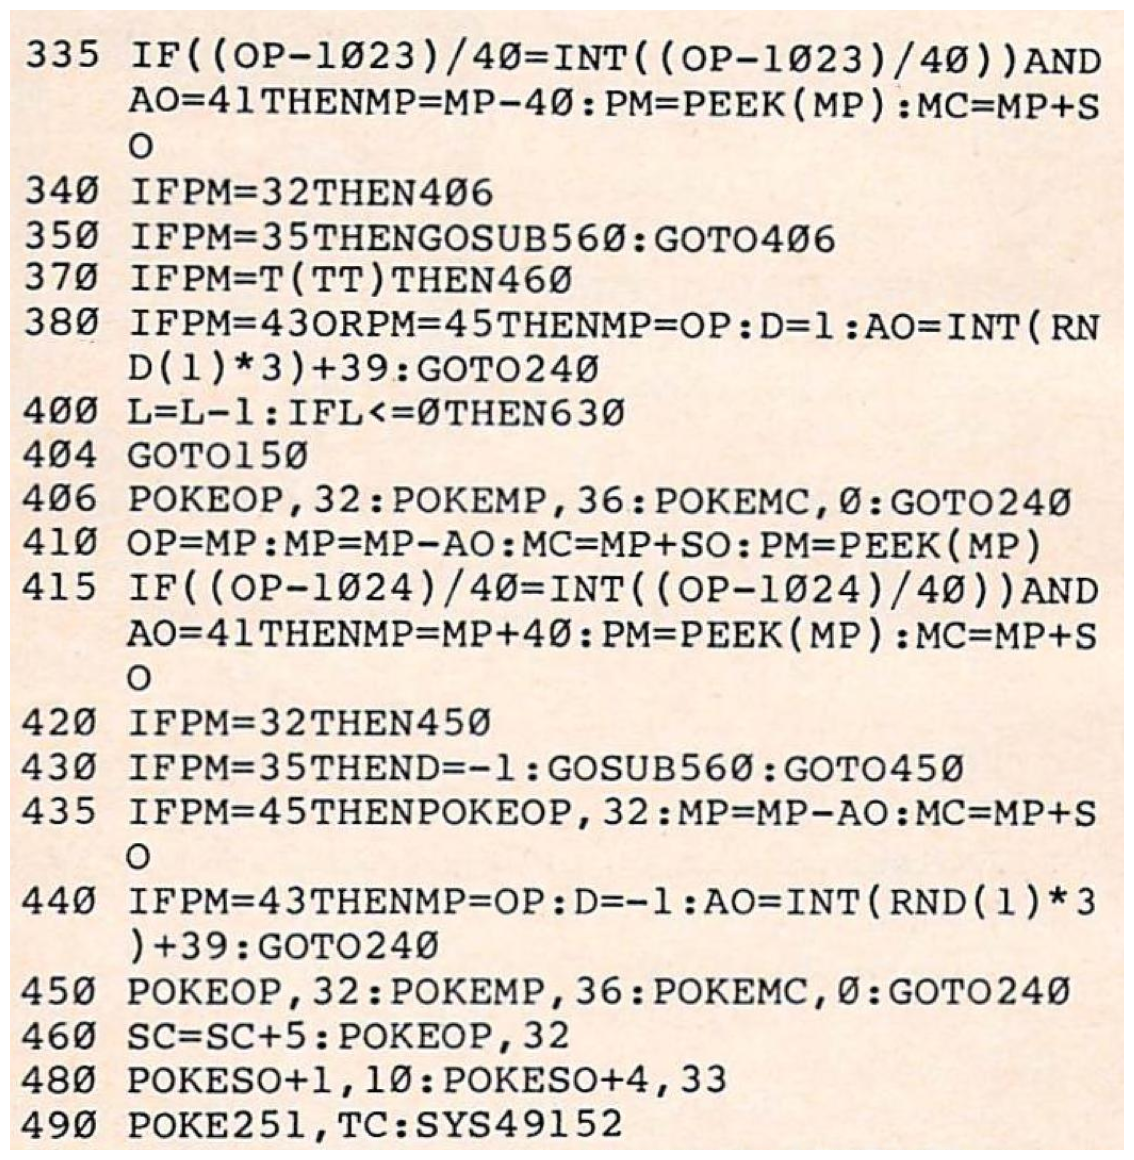 335 IF((OP-1Ø23)/4Ø=INT((OP-1Ø23)/4Ø))AND
AO=41THENMP=MP-4Ø:PM=PEEK(MP):MC=MP+S
O
34Ø IFPM=32THEN4Ø6
35Ø IFPM=35THENGOSUB56Ø:GOTO4Ø6
37Ø IFPM=T(TT)THEN46Ø
38Ø IFPM=43ORPM=45THENMP=OP:D=1:AO=INT(RN
D(1)*3)+39:GOTO24Ø
4ØØ L=L-1:IFL<=ØTHEN63Ø
4Ø4 GOTO15Ø
4Ø6 POKEOP,32:POKEMP,36:POKEMC,Ø:GOTO24Ø
41Ø OP=MP:MP=MP-AO:MC=MP+SO:PM=PEEK(MP)
415 IF((OP-1Ø24)/4Ø=INT((OP-1Ø24)/4Ø))AND
AO=41THENMP=MP+4Ø:PM=PEEK(MP):MC=MP+S
O
42Ø IFPM=32THEN45Ø
43Ø IFPM=35THEND=-1:GOSUB56Ø:GOTO45Ø
435 IFPM=45THENPOKEOP,32:MP=MP-AO:MC=MP+S
O
44Ø IFPM=43THENMP=OP:D=-1:AO=INT(RND(1)*3
)+39:GOTO24Ø
45Ø POKEOP,32:POKEMP,36:POKEMC,Ø:GOTO24Ø
46Ø SC=SC+5:POKEOP,32
48Ø POKESO+1,1Ø:POKESO+4,33
49Ø POKE251,TC:SYS49152